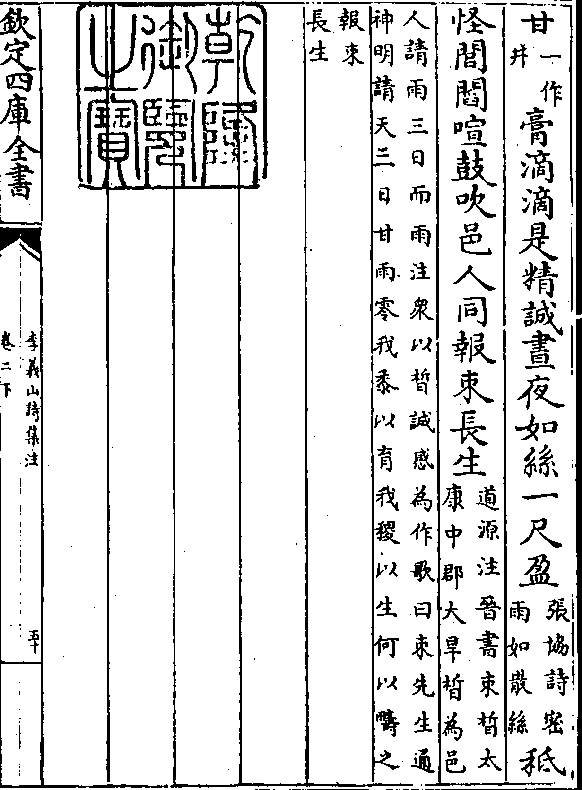 甘一作井膏滴滴是精誠晝夜如絲一尺盈張協詩密雨如散絲秪
怪閭閻喧鼓吹邑人同報束長生道源注晉書束皙太康中郡大旱皙為邑
人請雨三日而雨注衆以皙誠感為作歌曰束先生通
神明請天三日甘雨零我黍以育我稷以生何以疇之
報束
長生
乾隆
御覽
之寶
欽定四庫全書
李義山詩集注
卷二下
五十